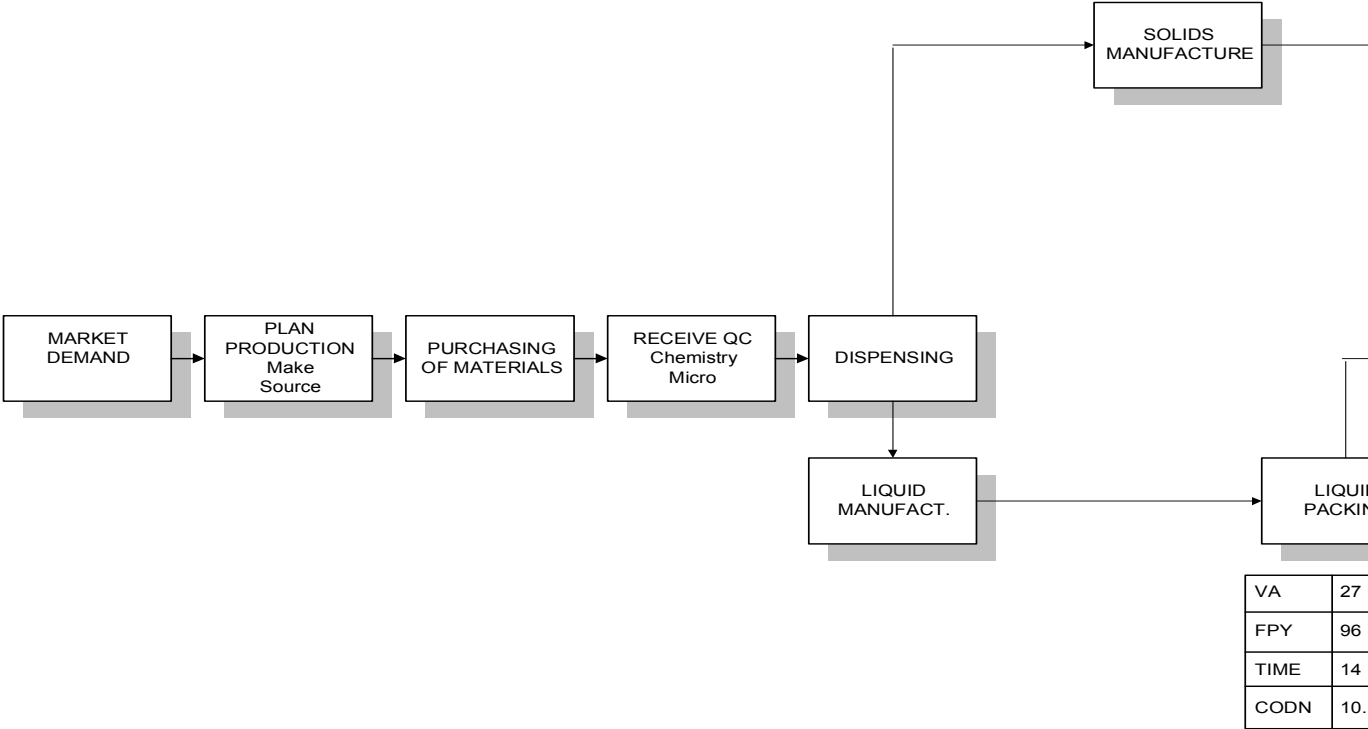 SOLIDS
MANUFACTURE
MARKET
DEMAND
PLAN
PRODUCTION
Make
Source
PURCHASING
OF MATERIALS
RECEIVE QC
Chemistry
Micro
DISPENSING
LIQUID
MANUFACT.
VA 27
FPY 96
TIME 14
CODN 10.